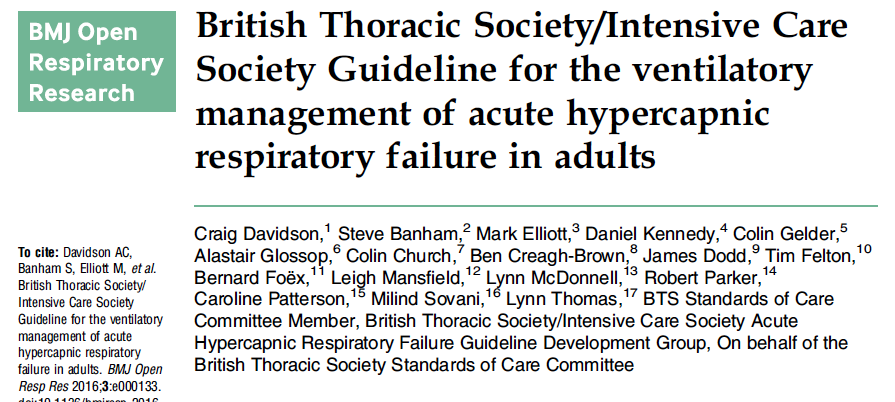 BMJ Open
Respiratory
Research
British Thoracic Society/Intensive Care
Society Guideline for the ventilatory
management of acute hypercapnic
respiratory failure in adults
Craig Davidson,1 Steve Banham,2 Mark Elliott,3 Daniel Kennedy,4 Colin Gelder,5
Alastair Glossop,6 Colin Church,7 Ben Creagh-Brown,8 James Dodd,9 Tim Felton,10
Bernard Foëx,11 Leigh Mansfield,12 Lynn McDonnell,13 Robert Parker,14
Caroline Patterson,15 Milind Sovani,16 Lynn Thomas,17 BTS Standards of Care
Committee Member, British Thoracic Society/Intensive Care Society Acute
Hypercapnic Respiratory Failure Guideline Development Group, On behalf of the
British Thoracic Society Standards of Care Committee
To cite: Davidson AC,
Banham S, Elliott M, et al.
British Thoracic Society/
Intensive Care Society
Guideline for the ventilatory
management of acute
hypercapnic respiratory
failure in adults. BMJ Open
Resp Res 2016;3:e000133.